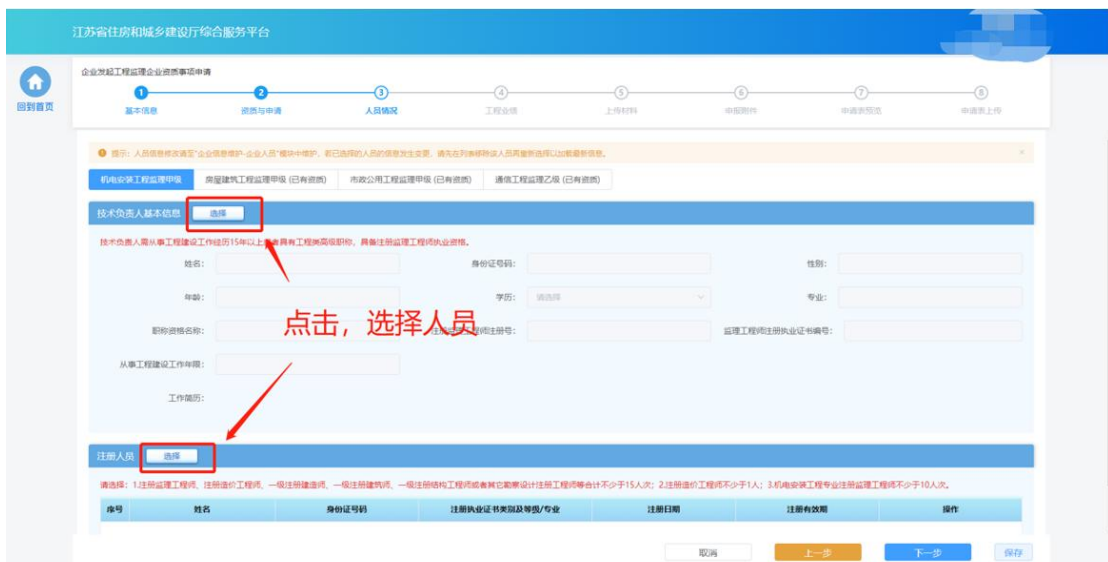 江苏省住房和城乡建设厅综合服务平台
回到首页
企业发起工程监理企业资质事项申请
1 2 3 4 5 6 7 8
基本信息 资质与申请 人员情况 工程业绩 上传材料 申报附件 申请表预览 申请表上传
提示：人员信息修改请至“企业信息维护-企业人员”模块中维护，若已选择的人员的信息发生变更，请先在列表移除该人员再重新选择以加载最新信息。 ×
机电安装工程监理甲级 房屋建筑工程监理甲级 (已有资质) 市政公用工程监理甲级 (已有资质) 通信工程监理乙级 (已有资质)
技术负责人基本信息 选择
技术负责人需从事工程建设工作经历15年以上或者具有工程类高级职称，具备注册监理工程师执业资格。
姓名： 身份证号码： 性别：
年龄： 学历： 请选择 专业：
职称资格名称： 注册监理工程师注册号： 监理工程师注册执业证书编号：
点击，选择人员
从事工程建设工作年限：
工作简历：
注册人员 选择
请选择：1.注册监理工程师、注册造价工程师、一级注册建造师、一级注册建筑师、一级注册结构工程师或者其它勘察设计注册工程师等合计不少于15人次；2.注册造价工程师不少于1人；3.机电安装工程专业注册监理工程师不少于10人次。
序号 姓名 身份证号码 注册执业证书类别及等级/专业 注册日期 注册有效期 操作
取消 上一步 下一步 保存